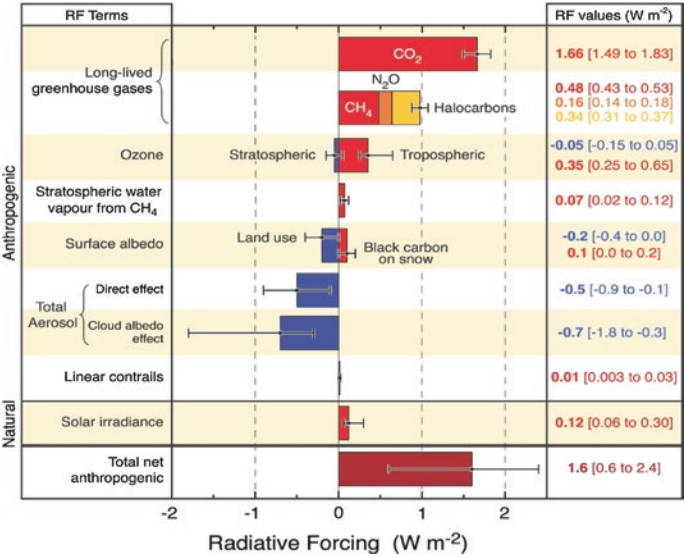 RF Terms
RF values (W m-2)
Anthropogenic
Natural
Long-lived
greenhouse gases
CO2
1.66 [1.49 to 1.83]
N2O
CH4
Halocarbons
0.48 [0.43 to 0.53]
0.16 [0.14 to 0.18]
0.34 [0.31 to 0.37]
Ozone
Stratospheric
Tropospheric
-0.05 [-0.15 to 0.05]
0.35 [0.25 to 0.65]
Stratospheric water
vapour from CH4
0.07 [0.02 to 0.12]
Surface albedo
Land use
Black carbon
on snow
-0.2 [-0.4 to 0.0]
0.1 [0.0 to 0.2]
Total
Aerosol
Direct effect
-0.5 [-0.9 to -0.1]
Cloud albedo
effect
-0.7 [-1.8 to -0.3]
Linear contrails
0.01 [0.003 to 0.03]
Solar irradiance
0.12 [0.06 to 0.30]
Total net
anthropogenic
1.6 [0.6 to 2.4]
-2 -1 0 1 2
Radiative Forcing (W m-2)